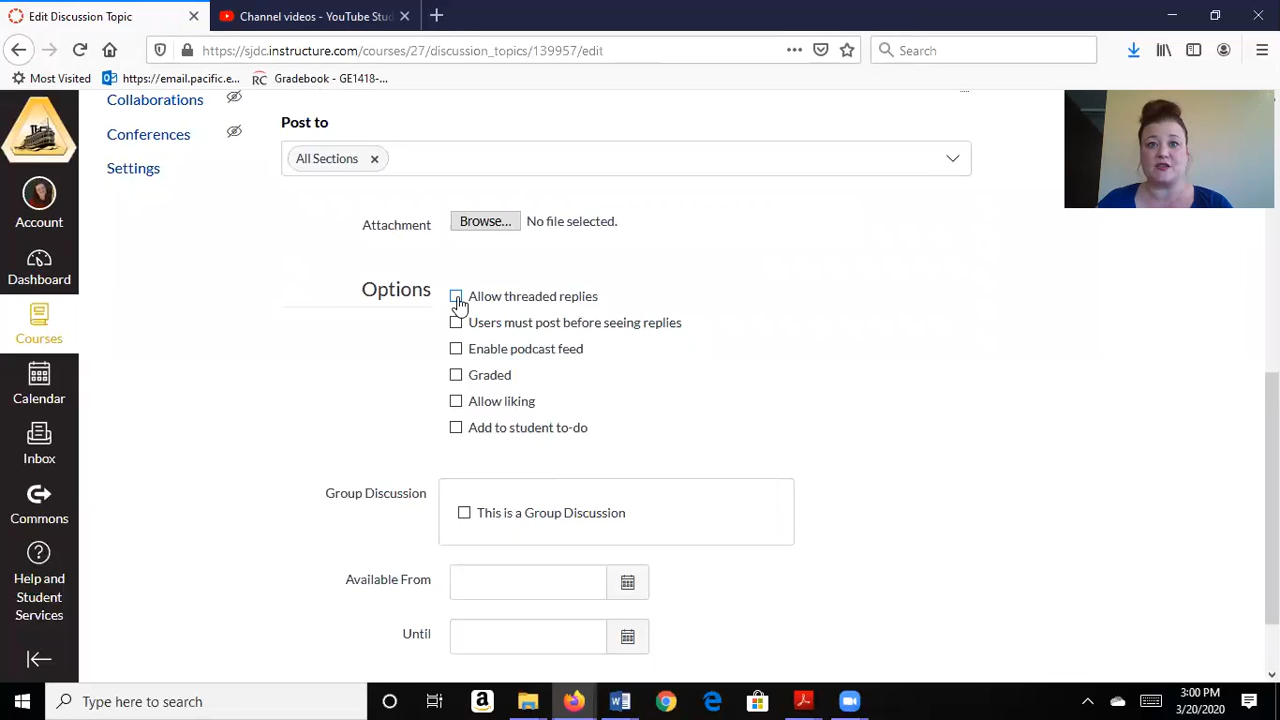 Edit Discussion Topic
Channel videos - YouTube Stud
https://sjdc.instructure.com/courses/27/discussion_topics/139957/edit
Search
Most Visited
https://email.pacific.e...
Gradebook - GE1418-...
Collaborations
Conferences
Settings
Account
Dashboard
Courses
Calendar
Inbox
Commons
Help and
Student
Services
Post to
All Sections
Attachment
Browse...
No file selected.
Options
Allow threaded replies
Users must post before seeing replies
Enable podcast feed
Graded
Allow liking
Add to student to-do
Group Discussion
This is a Group Discussion
Available From
Until
Type here to search
3:00 PM
3/20/2020